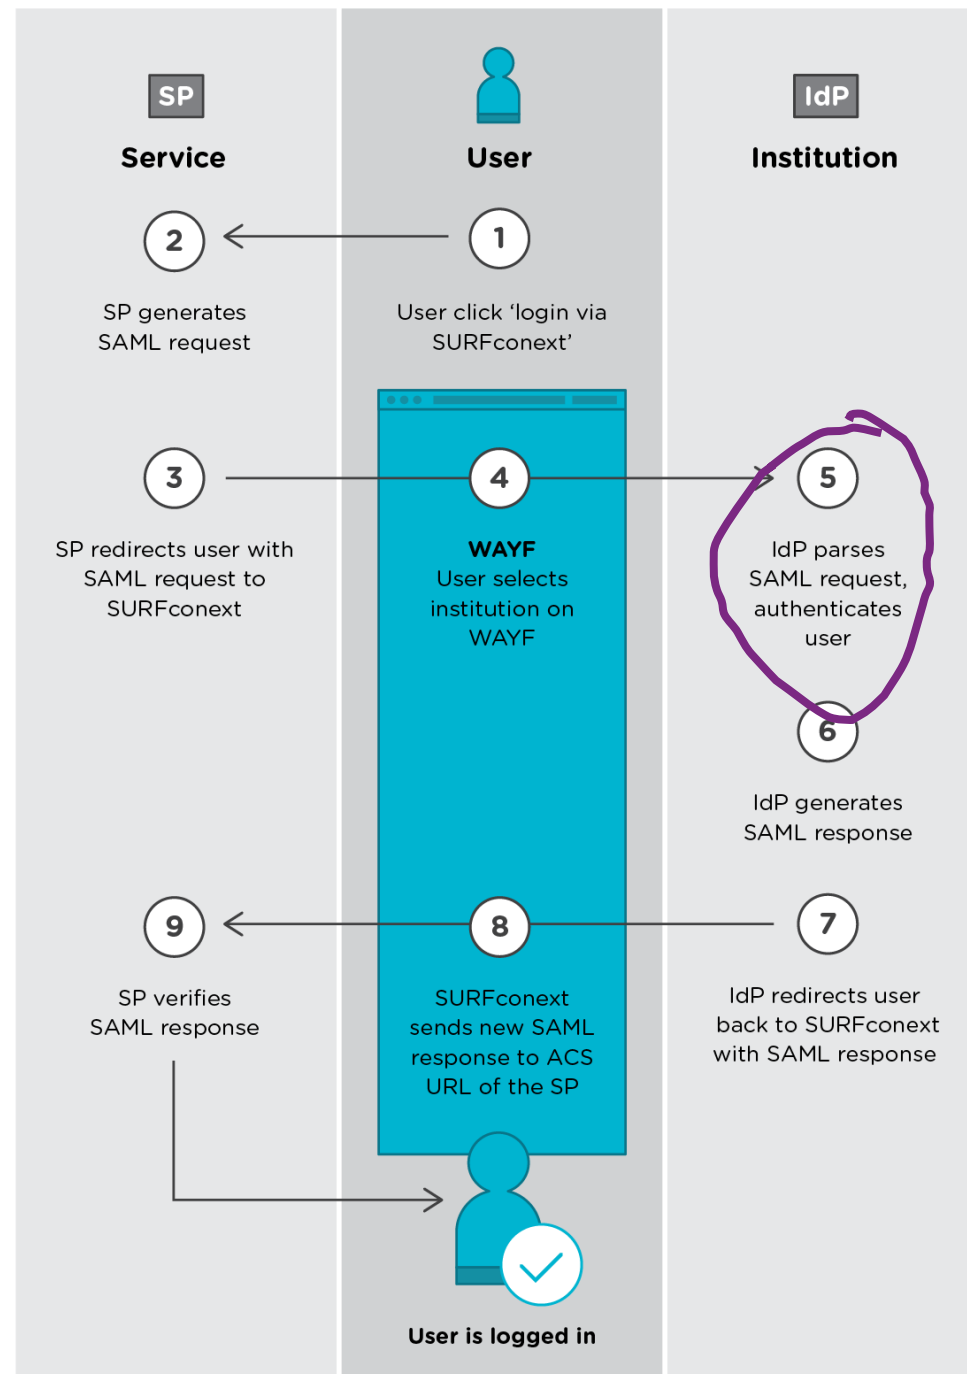 SP
IdP
Service
User
Institution
2
1
SP generates
SAML request
User click ‘login via
SURFconext’
3
4
5
SP redirects user with
SAML request to
SURFconext
WAYF
User selects
institution on
WAYF
IdP parses
SAML request,
authenticates
user
6
IdP generates
SAML response
9
8
7
SP verifies
SAML response
SURFconext
sends new SAML
response to ACS
URL of the SP
IdP redirects user
back to SURFconext
with SAML response
User is logged in